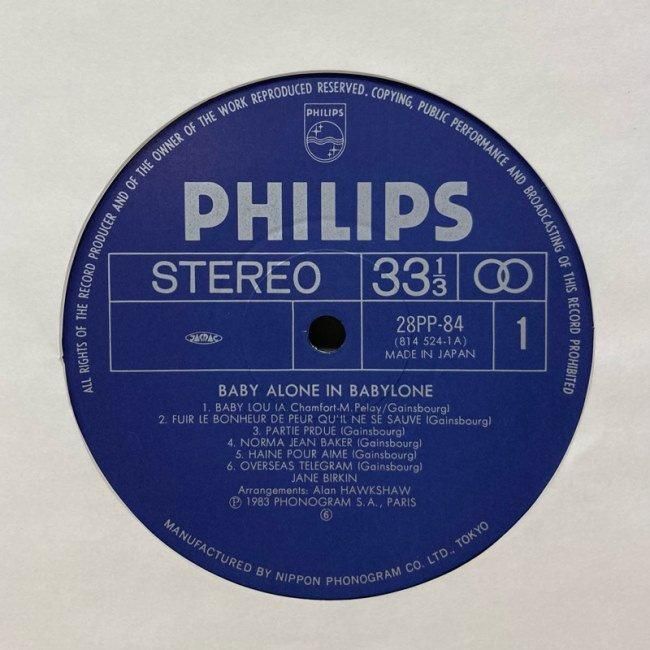 ALL RIGHTS OF THE RECORD PRODUCER AND OF THE OWNER OF THE WORK REPRODUCED RESERVED. COPYING, PUBLIC PERFORMANCE AND BROADCASTING OF THIS RECORD PROHIBITED
PHILIPS
PHILIPS
STEREO 33 1/3
JASRAC
28PP-84
(814 524-1A)
MADE IN JAPAN
1
BABY ALONE IN BABYLONE
1. BABY LOU (A. Chamfort-M. Pelay/Gainsbourg)
2. FUIR LE BONHEUR DE PEUR QU'IL NE SE SAUVE (Gainsbourg)
3. PARTIE PRDUE (Gainsbourg)
4. NORMA JEAN BAKER (Gainsbourg)
5. HAINE POUR AIME (Gainsbourg)
6. OVERSEAS TELEGRAM (Gainsbourg)
JANE BIRKIN
Arrangements: Alan HAWKSHAW
Ⓟ 1983 PHONOGRAM S.A., PARIS
⑥
MANUFACTURED BY NIPPON PHONOGRAM CO. LTD., TOKYO